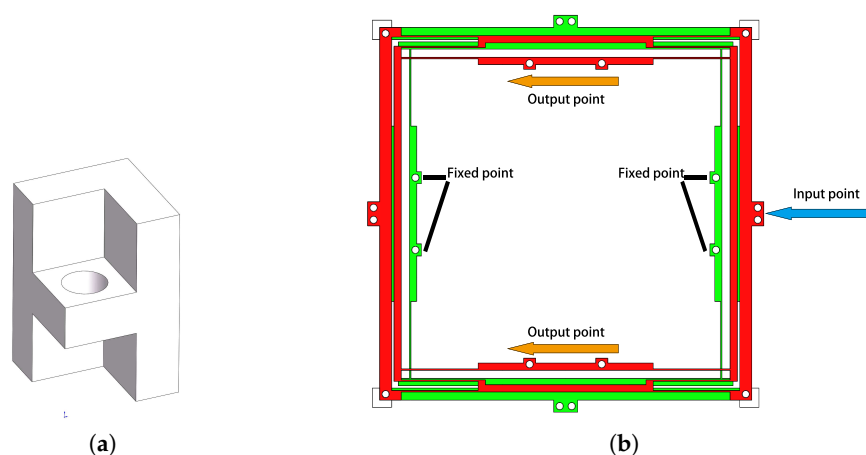 Output point
Fixed point
Fixed point
Input point
Output point
(a)
(b)